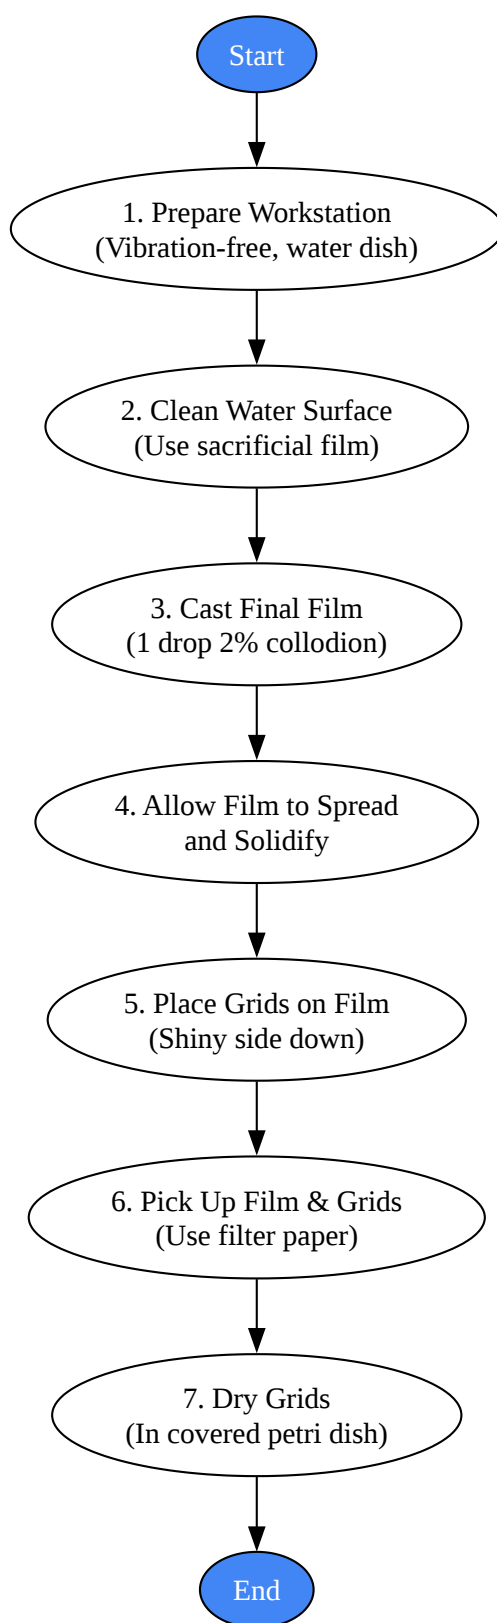 Start
1. Prepare Workstation
(Vibration-free, water dish)
2. Clean Water Surface
(Use sacrificial film)
3. Cast Final Film
(1 drop 2% collodion)
4. Allow Film to Spread
and Solidify
5. Place Grids on Film
(Shiny side down)
6. Pick Up Film & Grids
(Use filter paper)
7. Dry Grids
(In covered petri dish)
End